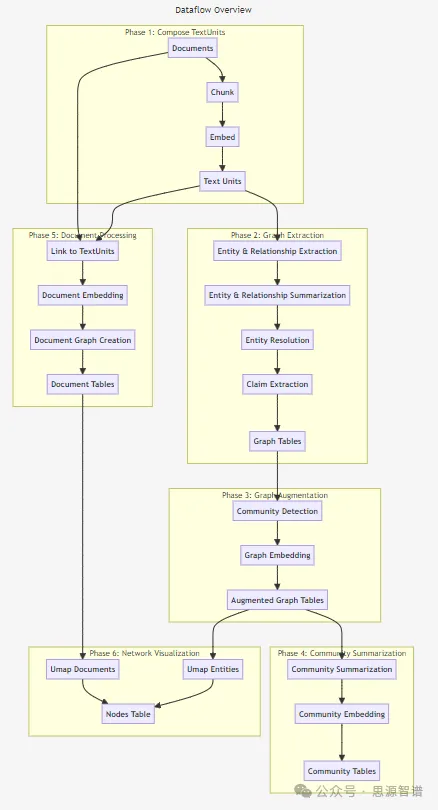 Dataflow Overview
Phase 1: Compose TextUnits
Documents
Chunk
Embed
Text Units
Phase 5: Document Processing
Link to TextUnits
Document Embedding
Document Graph Creation
Document Tables
Phase 2: Graph Extraction
Entity & Relationship Extraction
Entity & Relationship Summarization
Entity Resolution
Claim Extraction
Graph Tables
Phase 3: Graph Augmentation
Community Detection
Graph Embedding
Augmented Graph Tables
Phase 6: Network Visualization
Umap Documents
Umap Entities
Nodes Table
Phase 4: Community Summarization
Community Summarization
Community Embedding
Community Tables
公众号 · 思源智谱